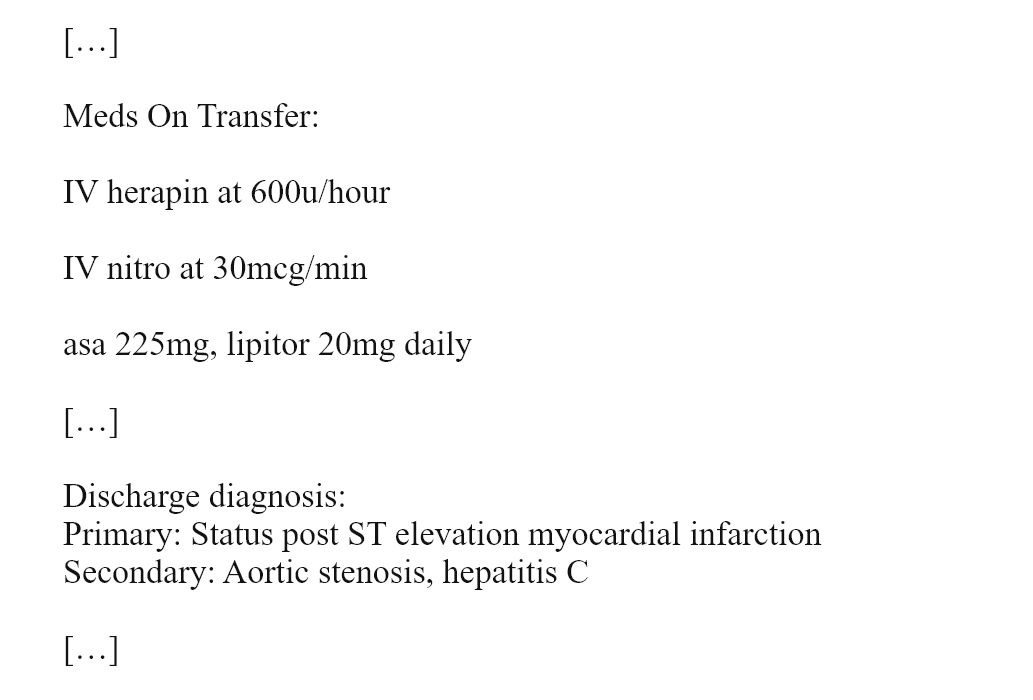 […]
Meds On Transfer:
IV herapin at 600u/hour
IV nitro at 30mcg/min
asa 225mg, lipitor 20mg daily
[…]
Discharge diagnosis:
Primary: Status post ST elevation myocardial infarction
Secondary: Aortic stenosis, hepatitis C
[…]